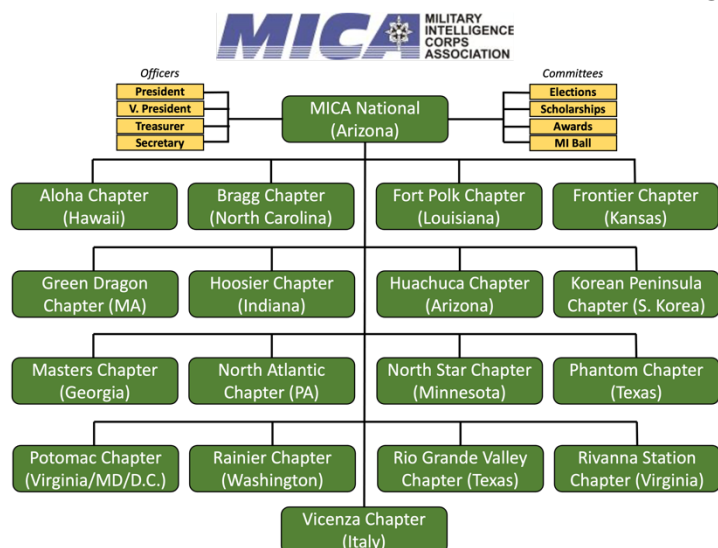 MICA
MILITARY
INTELLIGENCE
CORPS
ASSOCIATION
Officers
President
V. President
Treasurer
Secretary
MICA National
(Arizona)
Committees
Elections
Scholarships
Awards
MI Ball
Aloha Chapter
(Hawaii)
Bragg Chapter
(North Carolina)
Fort Polk Chapter
(Louisiana)
Frontier Chapter
(Kansas)
Green Dragon
Chapter (MA)
Hoosier Chapter
(Indiana)
Huachuca Chapter
(Arizona)
Korean Peninsula
Chapter (S. Korea)
Masters Chapter
(Georgia)
North Atlantic
Chapter (PA)
North Star Chapter
(Minnesota)
Phantom Chapter
(Texas)
Potomac Chapter
(Virginia/MD/D.C.)
Rainier Chapter
(Washington)
Rio Grande Valley
Chapter (Texas)
Rivanna Station
Chapter (Virginia)
Vicenza Chapter
(Italy)